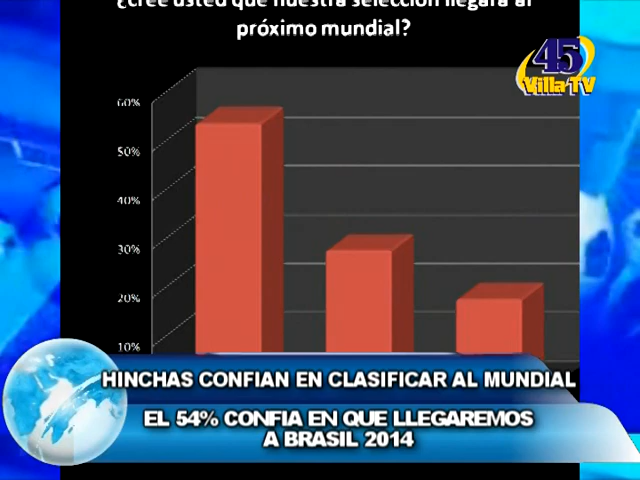 ¿cree usted que nuestra selección llegará al
próximo mundial?
45
Villa TV
60%
50%
40%
30%
20%
10%
HINCHAS CONFIAN EN CLASIFICAR AL MUNDIAL
EL 54% CONFIA EN QUE LLEGAREMOS
A BRASIL 2014